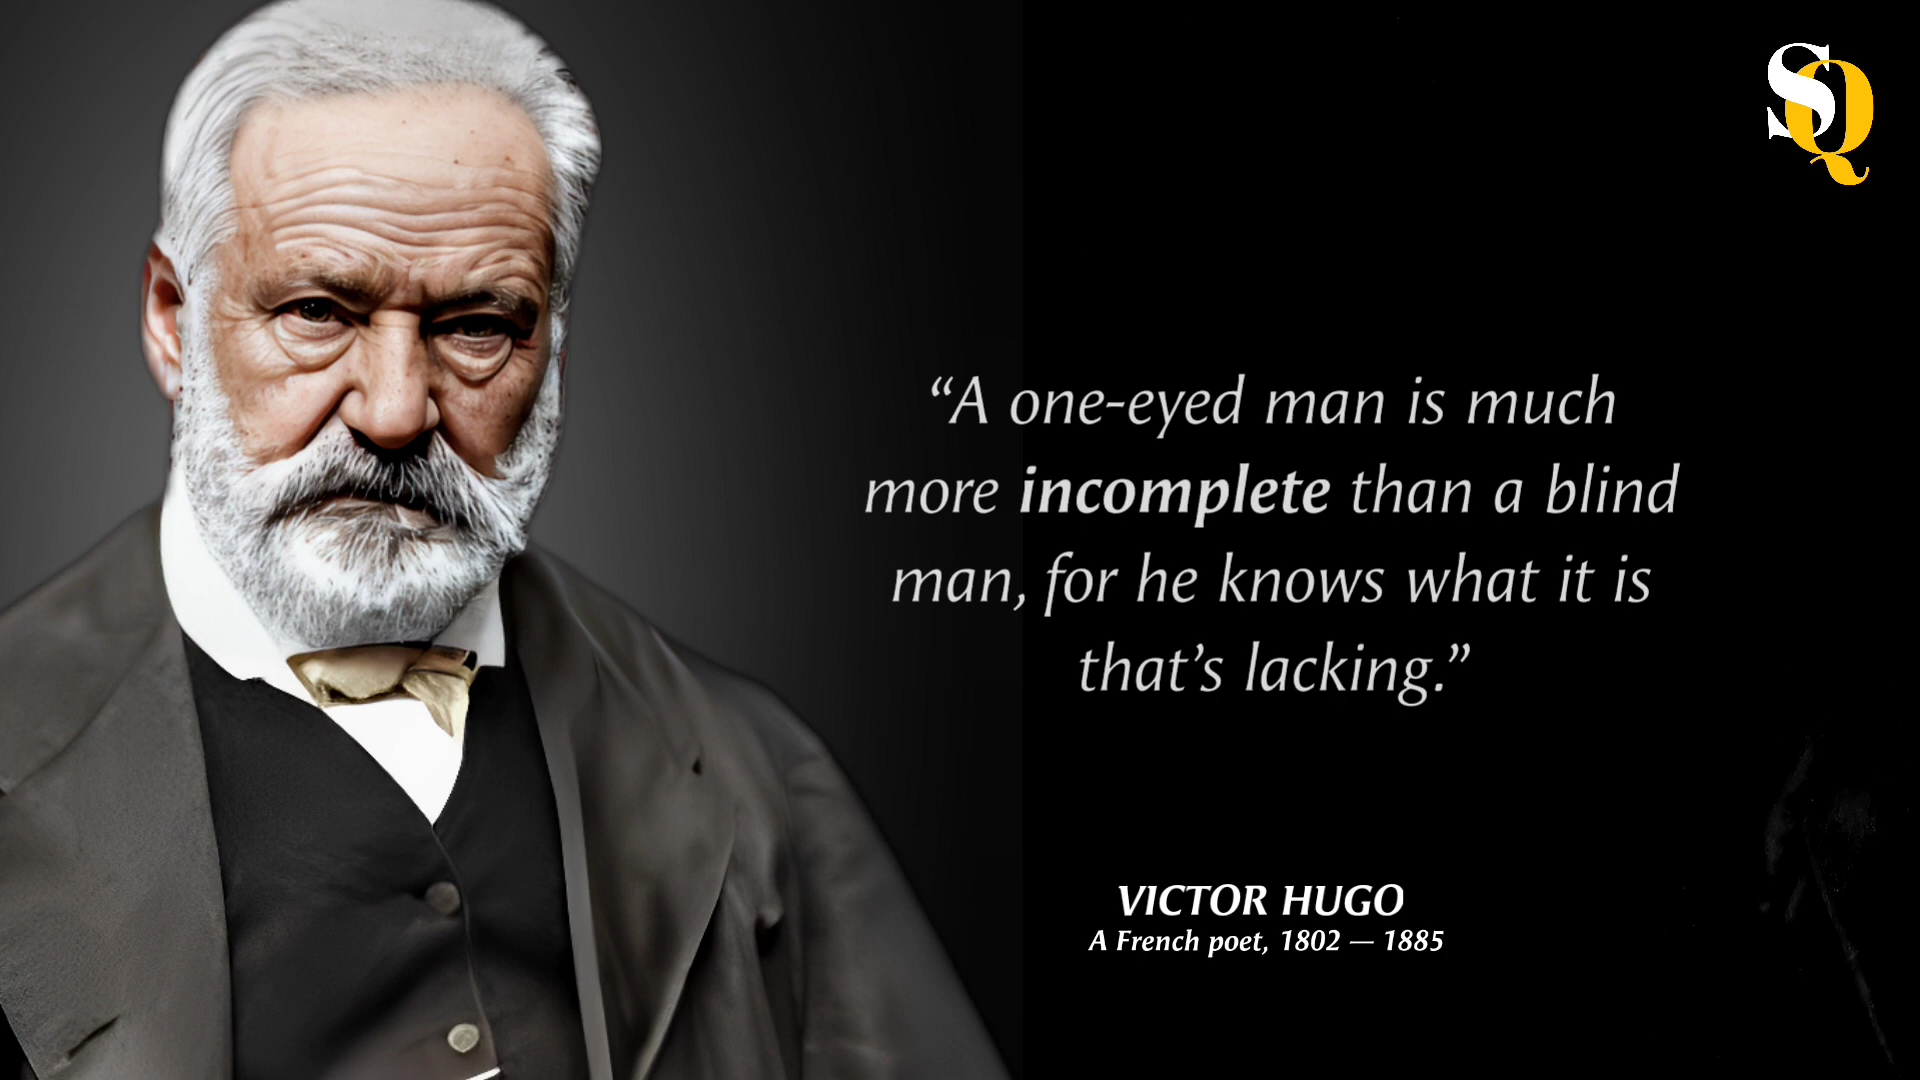 SQ
“A one-eyed man is much
more incomplete than a blind
man, for he knows what it is
that’s lacking.”
VICTOR HUGO
A French poet, 1802 — 1885